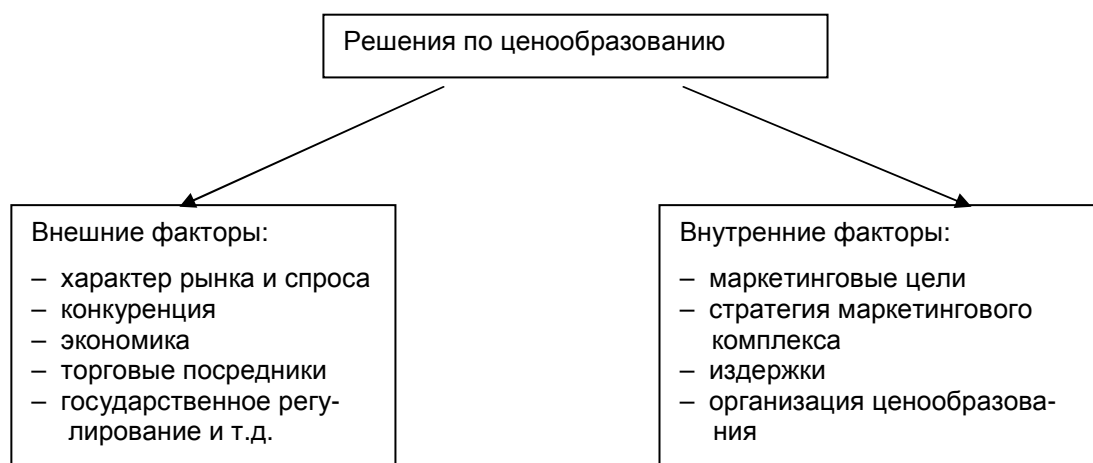 Решения по ценообразованию
Внешние факторы:
– характер рынка и спроса
– конкуренция
– экономика
– торговые посредники
– государственное регу-
лирование и т.д.
Внутренние факторы:
– маркетинговые цели
– стратегия маркетингового
комплекса
– издержки
– организация ценообразова-
ния